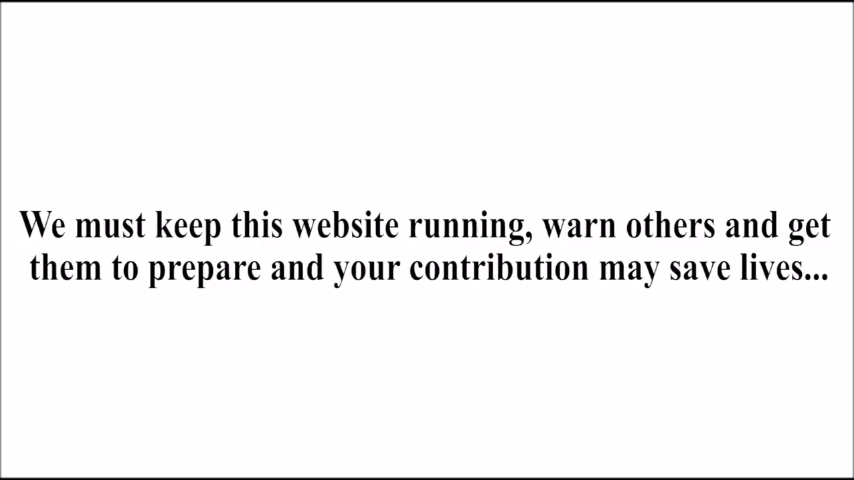 We must keep this website running, warn others and get
them to prepare and your contribution may save lives...